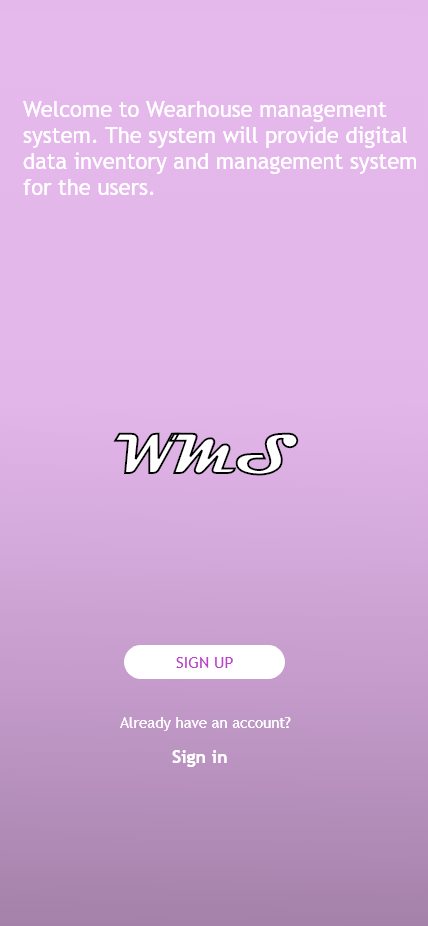 Welcome to Wearhouse management
system. The system will provide digital
data inventory and management system
for the users.
WMS
SIGN UP
Already have an account?
Sign in